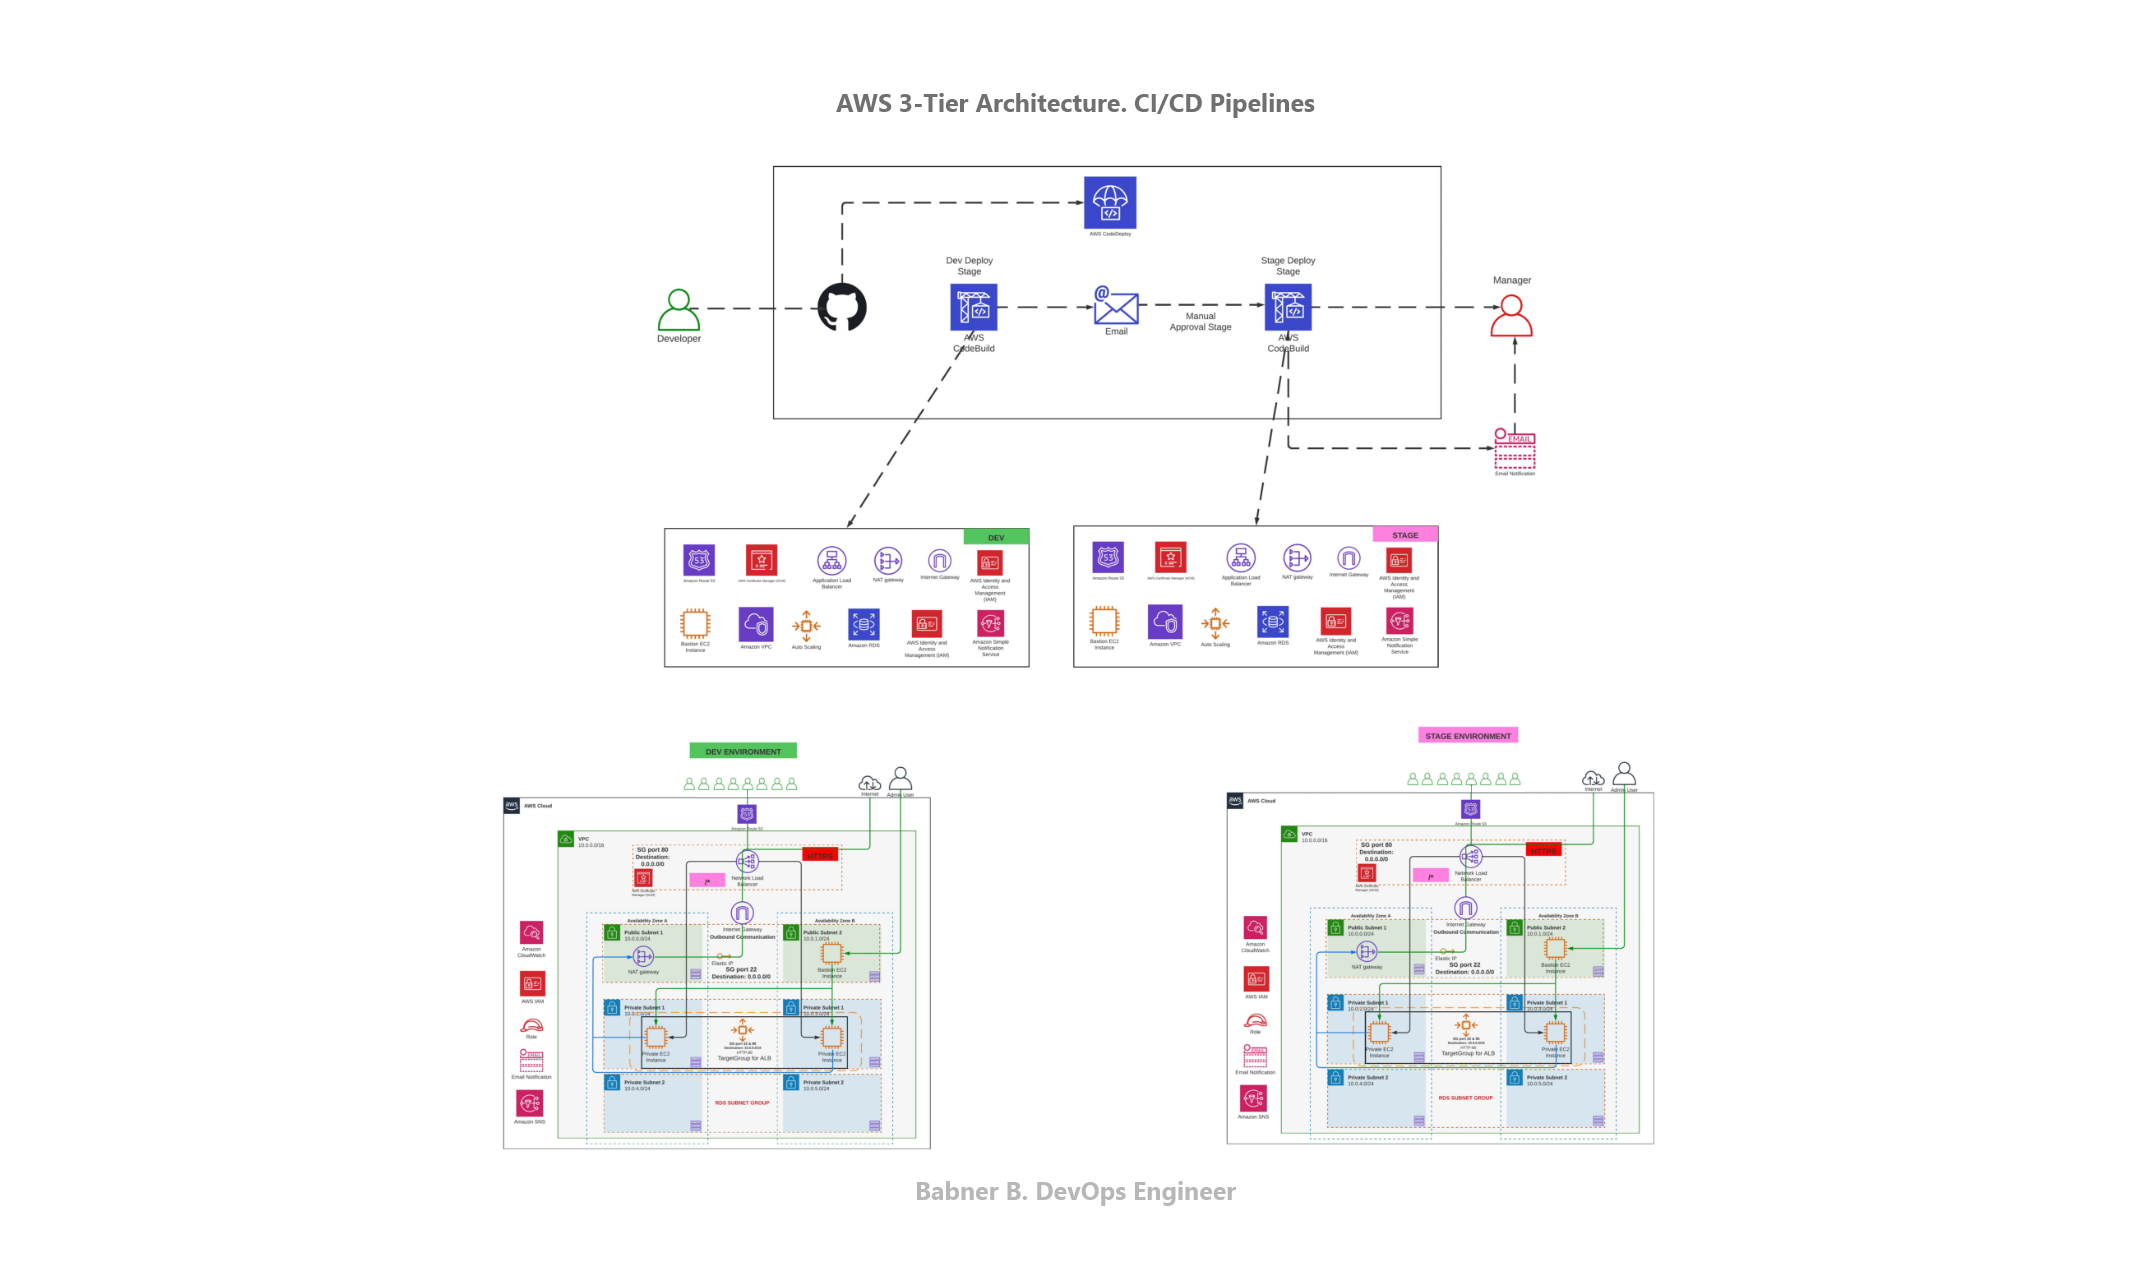 AWS 3-Tier Architecture. CI/CD Pipelines
AWS CodeDeploy
Dev Deploy
Stage
Stage Deploy
Stage
Manager
Developer
@
Email
Manual
Approval Stage
AWS
CodeBuild
AWS
CodeBuild
EMAIL
Email Notification
DEV
53
Amazon Route 53
AWS Certificate Manager (ACM)
Application Load
Balancer
NAT gateway
Internet Gateway
AWS Identity and
Access
Management
(IAM)
Bastion EC2
Instance
Amazon VPC
Auto Scaling
Amazon RDS
AWS Identity and
Access
Management (IAM)
Amazon Simple
Notification
Service
STAGE
53
Amazon Route 53
AWS Certificate Manager (ACM)
Application Load
Balancer
NAT gateway
Internet Gateway
AWS Identity and
Access
Management
(IAM)
Bastion EC2
Instance
Amazon VPC
Auto Scaling
Amazon RDS
AWS Identity and
Access
Management (IAM)
Amazon Simple
Notification
Service
DEV ENVIRONMENT
Internet
Admin User
aws
AWS Cloud
Amazon Route 53
VPC
10.0.0.0/16
SG port 80
Destination:
0.0.0.0/0
AWS Certificate
Manager (ACM)
HTTPS
/*
Network Load
Balancer
Availability Zone A
Availability Zone B
Internet Gateway
Outbound Communication
Public Subnet 1
10.0.0.0/24
Public Subnet 2
10.0.1.0/24
NAT gateway
Elastic IP
SG port 22
Destination: 0.0.0.0/0
Bastion EC2
Instance
Private Subnet 1
10.0.2.0/24
Private Subnet 1
10.0.3.0/24
Private EC2
Instance
TargetGroup for ALB
Private EC2
Instance
Private Subnet 2
10.0.4.0/24
Private Subnet 2
10.0.5.0/24
RDS SUBNET GROUP
Amazon
CloudWatch
AWS IAM
Role
Email Notification
Amazon SNS
STAGE ENVIRONMENT
Internet
Admin User
aws
AWS Cloud
Amazon Route 53
VPC
10.0.0.0/16
SG port 80
Destination:
0.0.0.0/0
AWS Certificate
Manager (ACM)
HTTPS
/*
Network Load
Balancer
Availability Zone A
Availability Zone B
Internet Gateway
Outbound Communication
Public Subnet 1
10.0.0.0/24
Public Subnet 2
10.0.1.0/24
NAT gateway
Elastic IP
SG port 22
Destination: 0.0.0.0/0
Bastion EC2
Instance
Private Subnet 1
10.0.2.0/24
Private Subnet 1
10.0.3.0/24
Private EC2
Instance
TargetGroup for ALB
Private EC2
Instance
Private Subnet 2
10.0.4.0/24
Private Subnet 2
10.0.5.0/24
RDS SUBNET GROUP
Amazon
CloudWatch
AWS IAM
Role
Email Notification
Amazon SNS
Babner B. DevOps Engineer